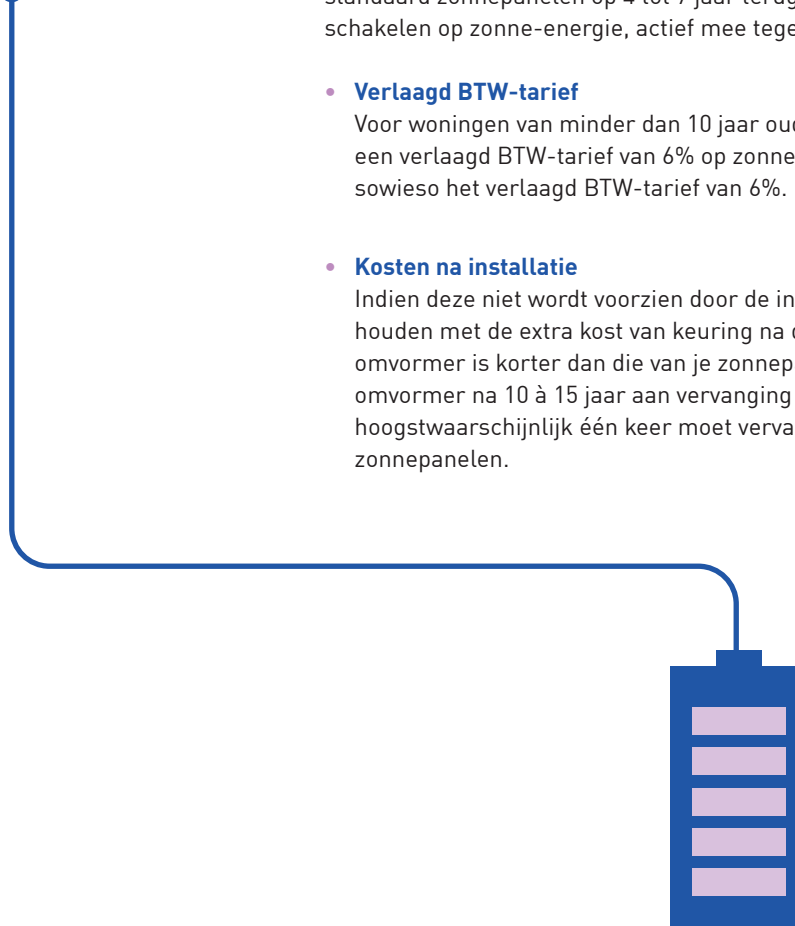 schakelen op zonne-energie, actief mee tege
• Verlaagd BTW-tarief
Voor woningen van minder dan 10 jaar oud
een verlaagd BTW-tarief van 6% op zonne
sowieso het verlaagd BTW-tarief van 6%.
• Kosten na installatie
Indien deze niet wordt voorzien door de in
houden met de extra kost van keuring na
omvormer is korter dan die van je zonnep
omvormer na 10 à 15 jaar aan vervanging
hoogstwaarschijnlijk één keer moet verva
zonnepanelen.